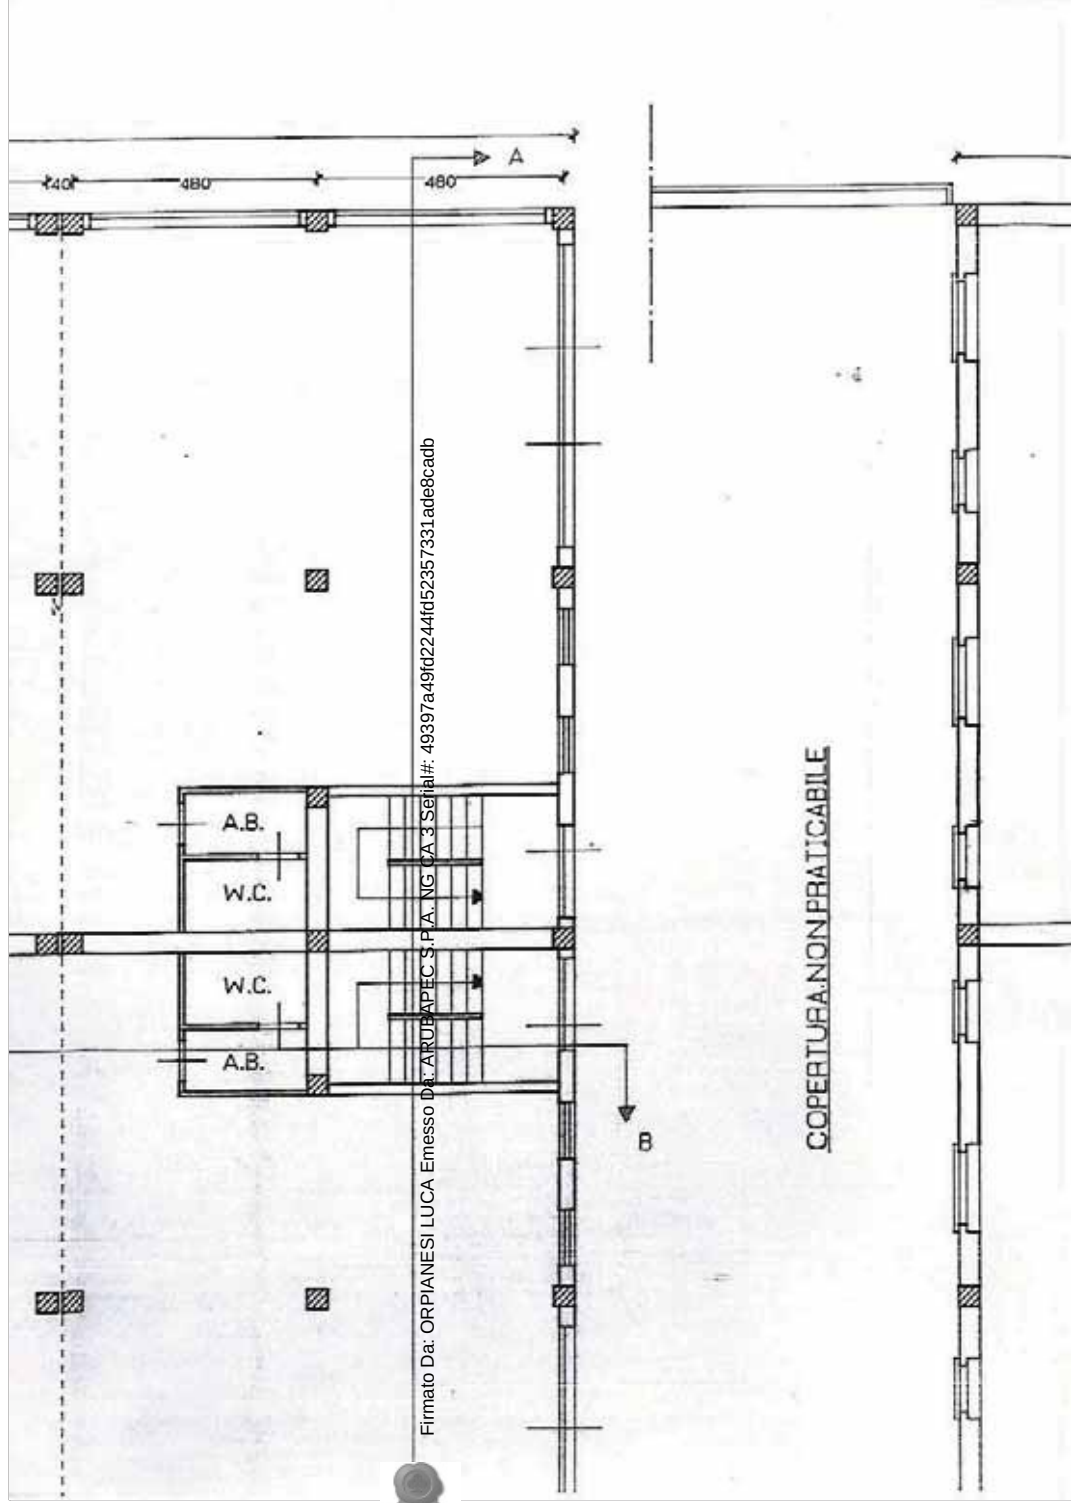 A
40
480
480
A.B.
W.C.
W.C.
A.B.
B
COPERTURA NON PRATICABILE
Firmato Da: ORPIANESI LUCA Emesso Da: ARUBAPEC S.P.A. NG CA 3 Serial#: 49397a49fd2244fd52357331ade8cadb